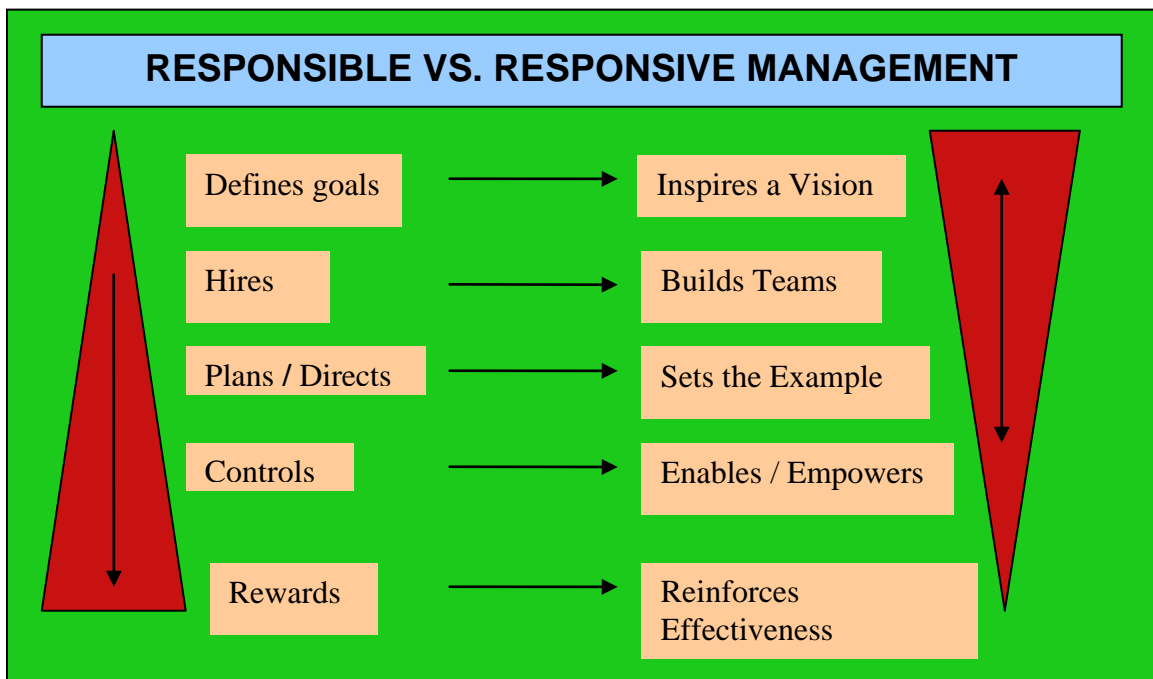 RESPONSIBLE VS. RESPONSIVE MANAGEMENT
Defines goals
Inspires a Vision
Hires
Builds Teams
Plans / Directs
Sets the Example
Controls
Enables / Empowers
Rewards
Reinforces
Effectiveness